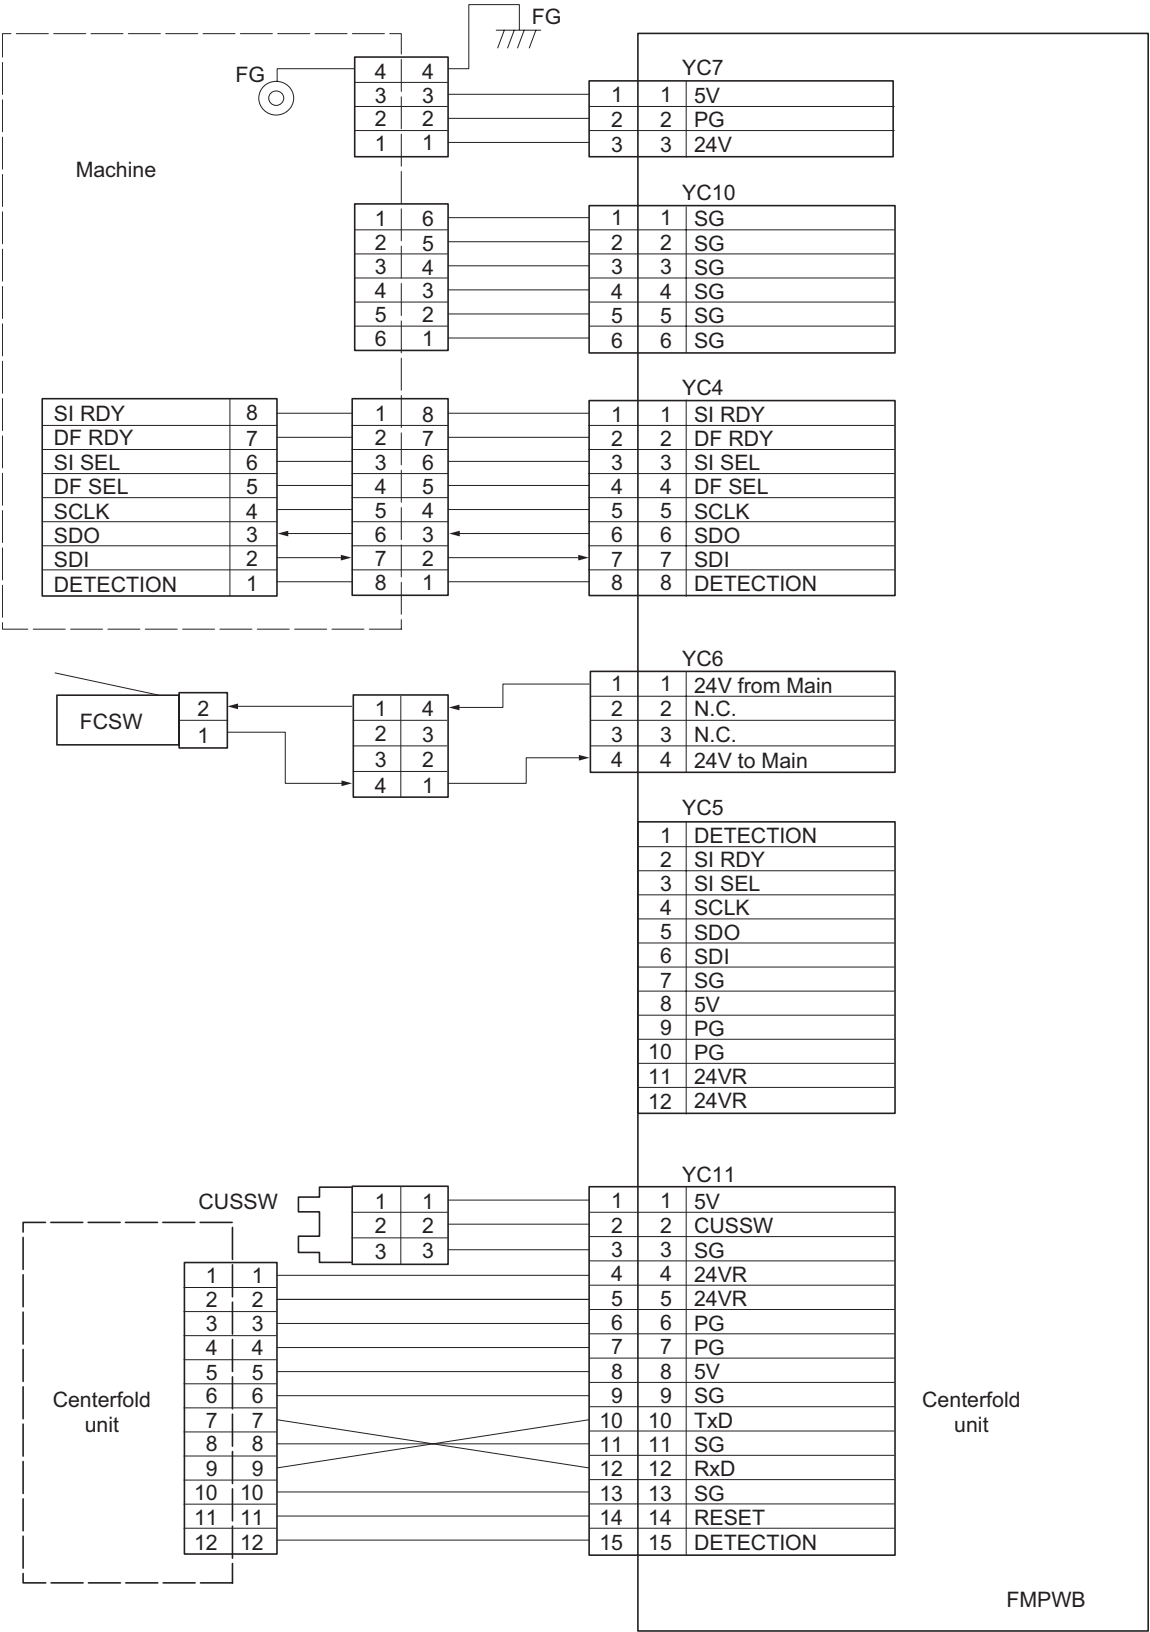 FG
FG
Machine
4 4
3 3
2 2
1 1
YC7
1 1 5V
2 2 PG
3 3 24V
YC10
1 6 1 1 SG
2 5 2 2 SG
3 4 3 3 SG
4 3 4 4 SG
5 2 5 5 SG
6 1 6 6 SG
YC4
SI RDY 8 1 8 1 1 SI RDY
DF RDY 7 2 7 2 2 DF RDY
SI SEL 6 3 6 3 3 SI SEL
DF SEL 5 4 5 4 4 DF SEL
SCLK 4 5 4 5 5 SCLK
SDO 3 6 3 6 6 SDO
SDI 2 7 2 7 7 SDI
DETECTION 1 8 1 8 8 DETECTION
YC6
FCSW
2
1
1 4
2 3
3 2
4 1
1 1 24V from Main
2 2 N.C.
3 3 N.C.
4 4 24V to Main
YC5
1 DETECTION
2 SI RDY
3 SI SEL
4 SCLK
5 SDO
6 SDI
7 SG
8 5V
9 PG
10 PG
11 24VR
12 24VR
YC11
CUSSW
1 1
2 2
3 3
1 1 5V
2 2 CUSSW
3 3 SG
1 1 4 4 24VR
2 2 5 5 24VR
3 3 6 6 PG
4 4 7 7 PG
5 5 8 8 5V
6 6 9 9 SG
7 7 10 10 TxD
8 8 11 11 SG
9 9 12 12 RxD
10 10 13 13 SG
11 11 14 14 RESET
12 12 15 15 DETECTION
Centerfold
unit
Centerfold
unit
FMPWB